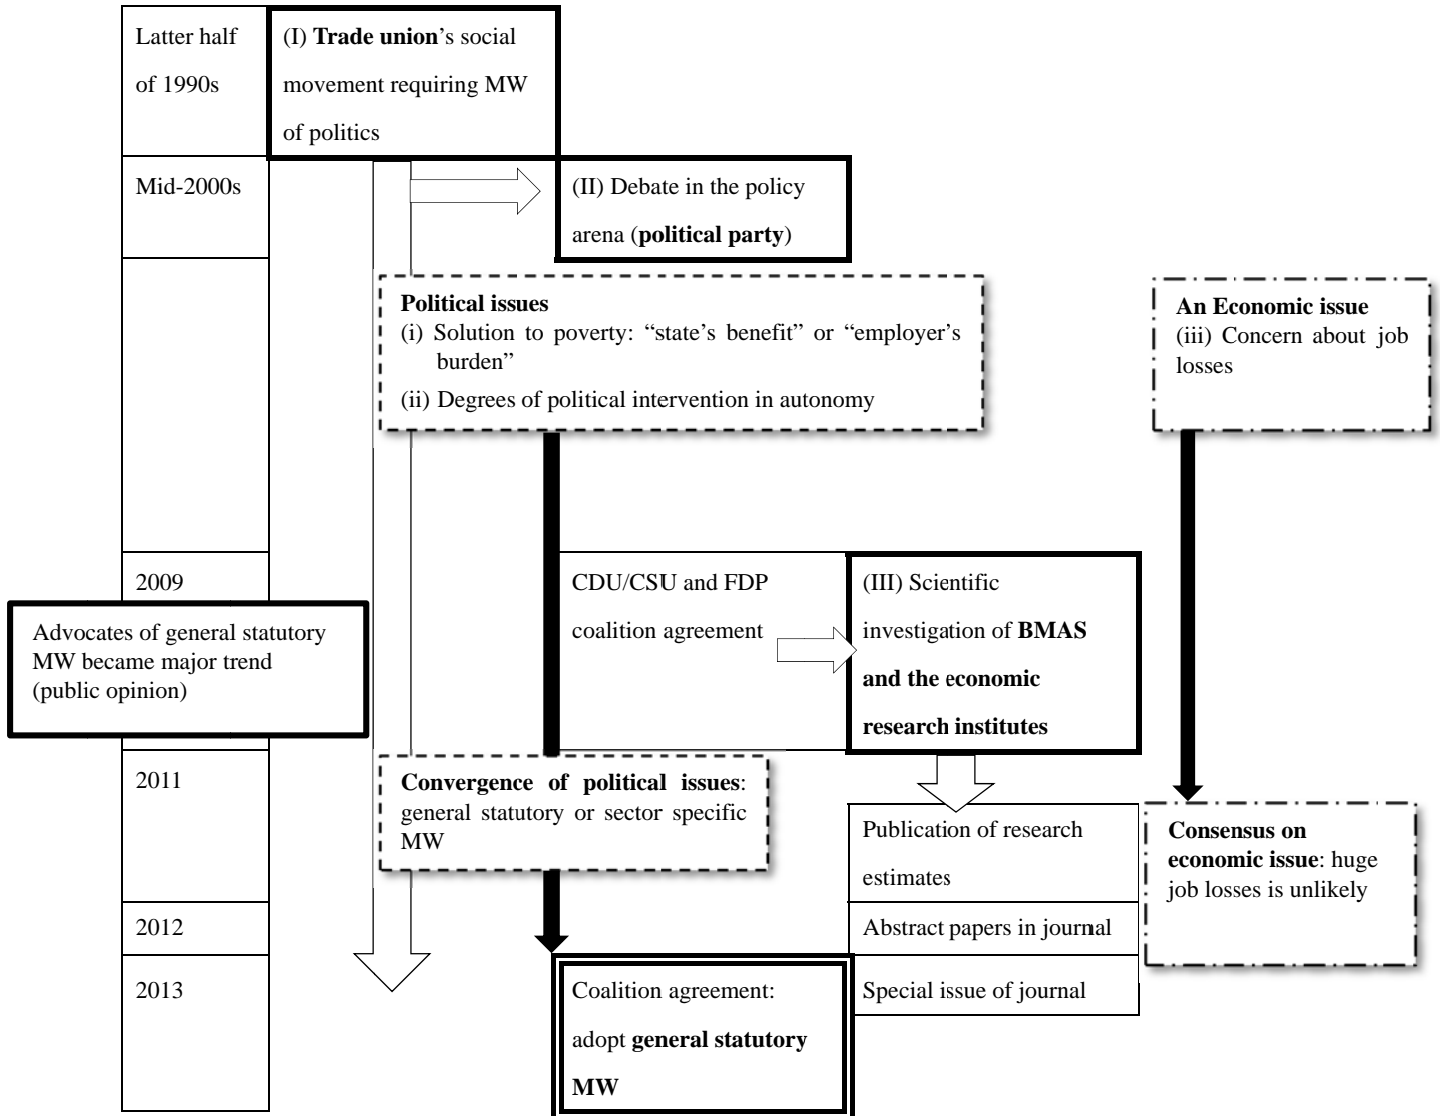 Latter half
of 1990s
(I) Trade union's social
movement requiring MW
of politics
Mid-2000s
(II) Debate in the policy
arena (political party)
Political issues
(i) Solution to poverty: “state's benefit” or “employer's
burden”
(ii) Degrees of political intervention in autonomy
An Economic issue
(iii) Concern about job
losses
2009
CDU/CSU and FDP
coalition agreement
(III) Scientific
investigation of BMAS
and the economic
research institutes
Advocates of general statutory
MW became major trend
(public opinion)
2011
Convergence of political issues:
general statutory or sector specific
MW
Publication of research
estimates
Consensus on
economic issue: huge
job losses is unlikely
2012
Abstract papers in journal
2013
Coalition agreement:
adopt general statutory
MW
Special issue of journal